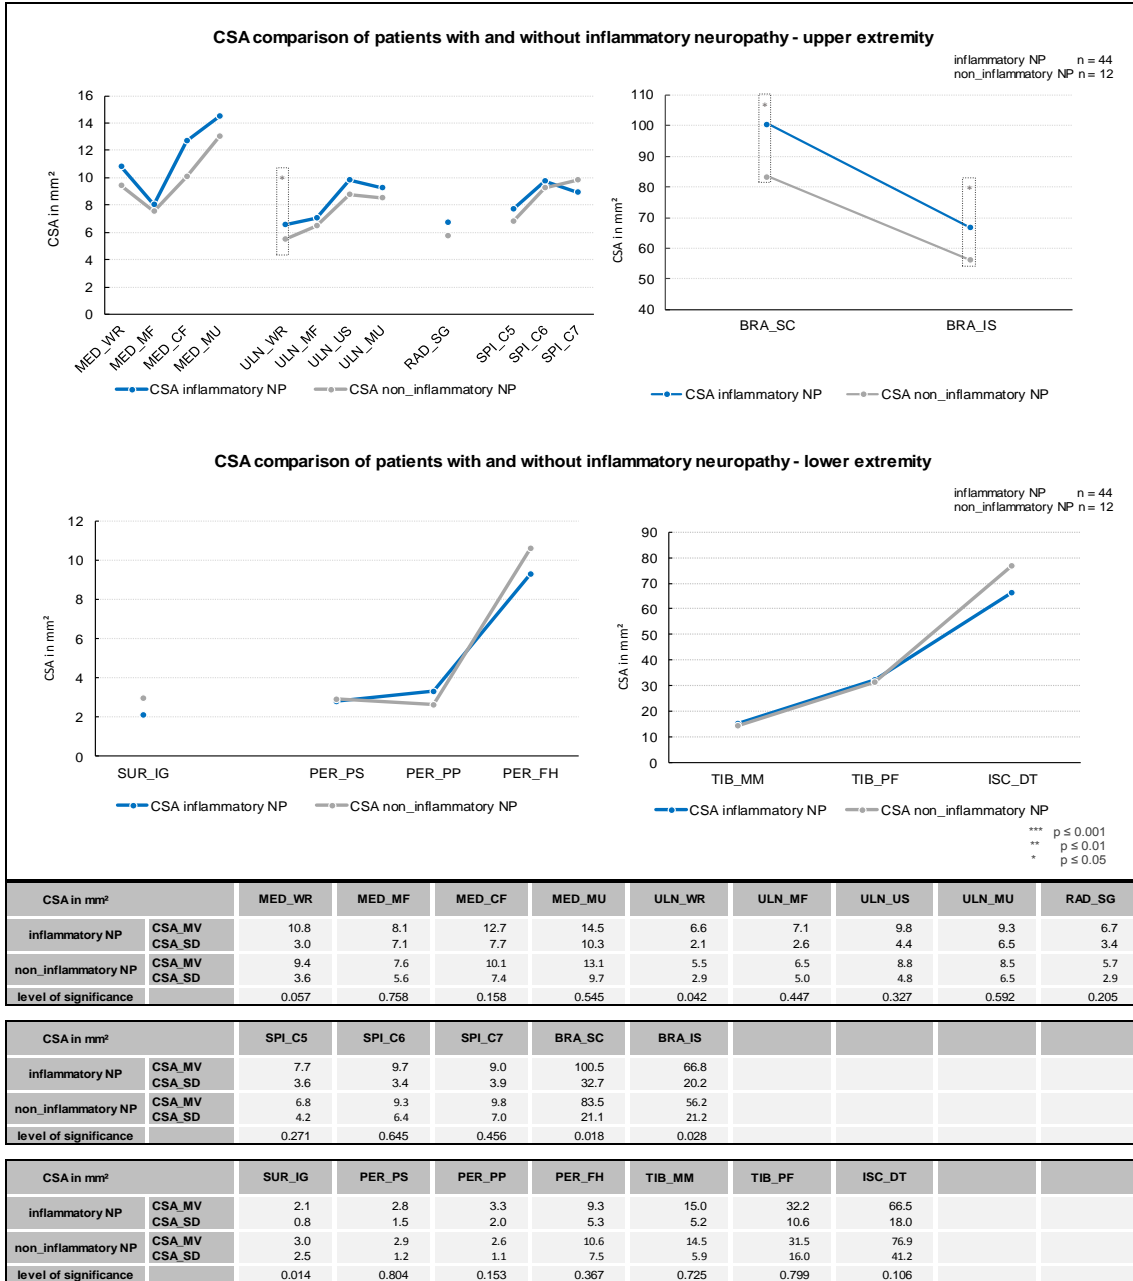 CSA comparison of patients with and without inflammatory neuropathy - upper extremity
inflammatory NP n = 44
non_inflammatory NP n = 12
CSA in mm²
16
14
12
10
8
6
4
2
0
*
MED_WR MED_MF MED_CF MED_MU ULN_WR ULN_MF ULN_US ULN_MU RAD_SG SPI_C5 SPI_C6 SPI_C7
CSA inflammatory NP CSA non_inflammatory NP
CSA in mm²
110
100
90
80
70
60
50
40
*
*
BRA_SC BRA_IS
CSA inflammatory NP CSA non_inflammatory NP
CSA comparison of patients with and without inflammatory neuropathy - lower extremity
inflammatory NP n = 44
non_inflammatory NP n = 12
CSA in mm²
12
10
8
6
4
2
0
SUR_IG PER_PS PER_PP PER_FH
CSA inflammatory NP CSA non_inflammatory NP
CSA in mm²
90
80
70
60
50
40
30
20
10
0
TIB_MM TIB_PF ISC_DT
CSA inflammatory NP CSA non_inflammatory NP
*** p ≤ 0.001
** p ≤ 0.01
* p ≤ 0.05
CSA in mm² MED_WR MED_MF MED_CF MED_MU ULN_WR ULN_MF ULN_US ULN_MU RAD_SG
inflammatory NP CSA_MV 10.8 8.1 12.7 14.5 6.6 7.1 9.8 9.3 6.7
CSA_SD 3.0 7.1 7.7 10.3 2.1 2.6 4.4 6.5 3.4
non_inflammatory NP CSA_MV 9.4 7.6 10.1 13.1 5.5 6.5 8.8 8.5 5.7
CSA_SD 3.6 5.6 7.4 9.7 2.9 5.0 4.8 6.5 2.9
level of significance 0.057 0.758 0.158 0.545 0.042 0.447 0.327 0.592 0.205
CSA in mm² SPI_C5 SPI_C6 SPI_C7 BRA_SC BRA_IS
inflammatory NP CSA_MV 7.7 9.7 9.0 100.5 66.8
CSA_SD 3.6 3.4 3.9 32.7 20.2
non_inflammatory NP CSA_MV 6.8 9.3 9.8 83.5 56.2
CSA_SD 4.2 6.4 7.0 21.1 21.2
level of significance 0.271 0.645 0.456 0.018 0.028
CSA in mm² SUR_IG PER_PS PER_PP PER_FH TIB_MM TIB_PF ISC_DT
inflammatory NP CSA_MV 2.1 2.8 3.3 9.3 15.0 32.2 66.5
CSA_SD 0.8 1.5 2.0 5.3 5.2 10.6 18.0
non_inflammatory NP CSA_MV 3.0 2.9 2.6 10.6 14.5 31.5 76.9
CSA_SD 2.5 1.2 1.1 7.5 5.9 16.0 41.2
level of significance 0.014 0.804 0.153 0.367 0.725 0.799 0.106